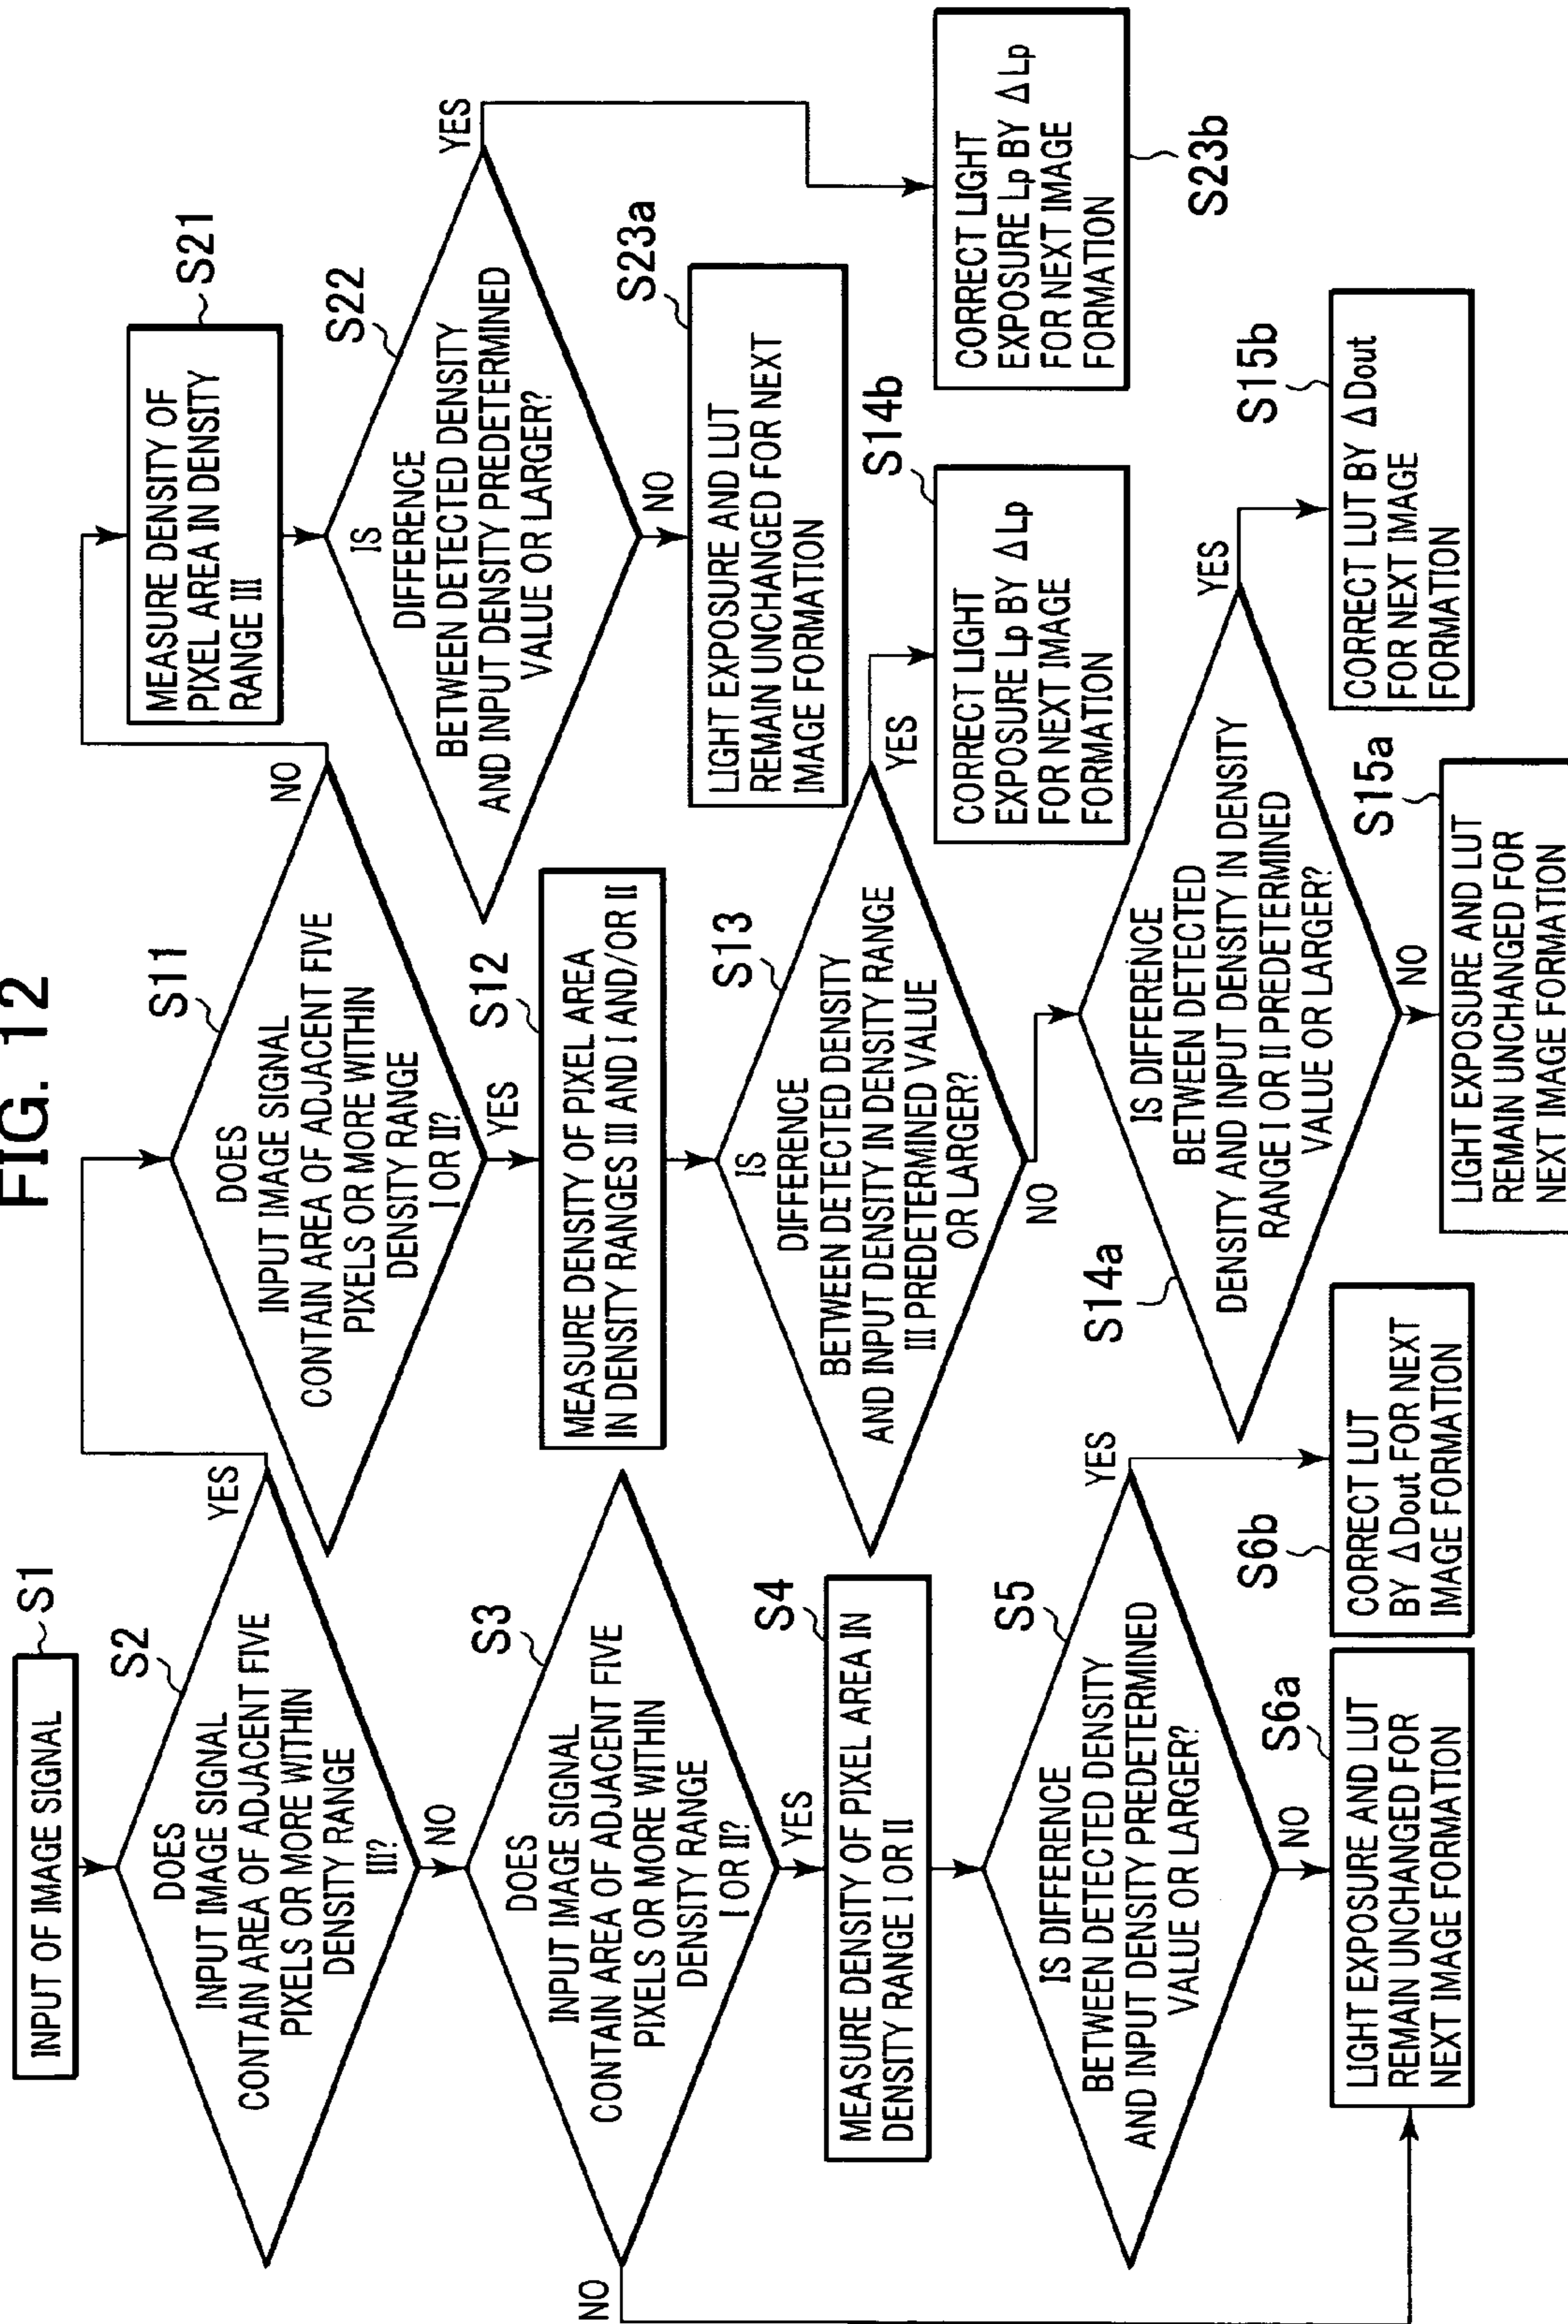 FIG. 12
INPUT OF IMAGE SIGNAL
S1
S2
DOES
INPUT IMAGE SIGNAL
CONTAIN AREA OF ADJACENT FIVE
PIXELS OR MORE WITHIN
DENSITY RANGE
III?
YES
NO
S3
DOES
INPUT IMAGE SIGNAL
CONTAIN AREA OF ADJACENT FIVE
PIXELS OR MORE WITHIN
DENSITY RANGE
I OR II?
NO
YES
S4
MEASURE DENSITY OF PIXEL AREA IN
DENSITY RANGE I OR II
S5
IS DIFFERENCE
BETWEEN DETECTED DENSITY
AND INPUT DENSITY PREDETERMINED
VALUE OR LARGER?
YES
NO
S6a
LIGHT EXPOSURE AND LUT
REMAIN UNCHANGED FOR
NEXT IMAGE FORMATION
S6b
CORRECT LUT
BY Δ Dout FOR NEXT
IMAGE FORMATION
S11
DOES
INPUT IMAGE SIGNAL
CONTAIN AREA OF ADJACENT FIVE
PIXELS OR MORE WITHIN
DENSITY RANGE
I OR II?
NO
YES
S12
MEASURE DENSITY OF PIXEL AREA
IN DENSITY RANGES III AND I AND/OR II
S13
IS
DIFFERENCE
BETWEEN DETECTED DENSITY
AND INPUT DENSITY IN DENSITY RANGE
III PREDETERMINED VALUE
OR LARGER?
YES
NO
S14a
IS DIFFERENCE
BETWEEN DETECTED
DENSITY AND INPUT DENSITY IN DENSITY
RANGE I OR II PREDETERMINED
VALUE OR LARGER?
YES
NO
S14b
CORRECT LIGHT
EXPOSURE Lp BY Δ Lp
FOR NEXT IMAGE
FORMATION
S15a
LIGHT EXPOSURE AND LUT
REMAIN UNCHANGED FOR
NEXT IMAGE FORMATION
S15b
CORRECT LUT BY Δ Dout
FOR NEXT IMAGE
FORMATION
S21
MEASURE DENSITY OF
PIXEL AREA IN DENSITY
RANGE III
S22
IS
DIFFERENCE
BETWEEN DETECTED DENSITY
AND INPUT DENSITY PREDETERMINED
VALUE OR LARGER?
YES
NO
S23a
LIGHT EXPOSURE AND LUT
REMAIN UNCHANGED FOR NEXT
IMAGE FORMATION
CORRECT LIGHT
EXPOSURE Lp BY Δ Lp
FOR NEXT IMAGE
FORMATION
S23b